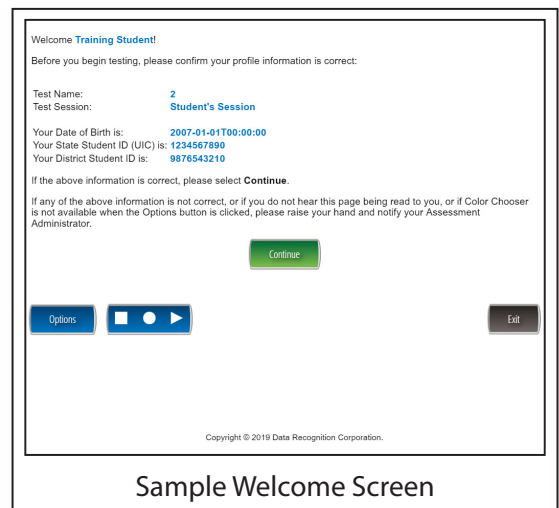 Welcome Training Student!
Before you begin testing, please confirm your profile information is correct:
Test Name: 2
Test Session: Student's Session
Your Date of Birth is: 2007-01-01T00:00:00
Your State Student ID (UIC) is: 1234567890
Your District Student ID is: 9876543210
If the above information is correct, please select Continue.
If any of the above information is not correct, or if you do not hear this page being read to you, or if Color Chooser
is not available when the Options button is clicked, please raise your hand and notify your Assessment
Administrator.
Continue
Options
Exit
Copyright © 2019 Data Recognition Corporation.
Sample Welcome Screen